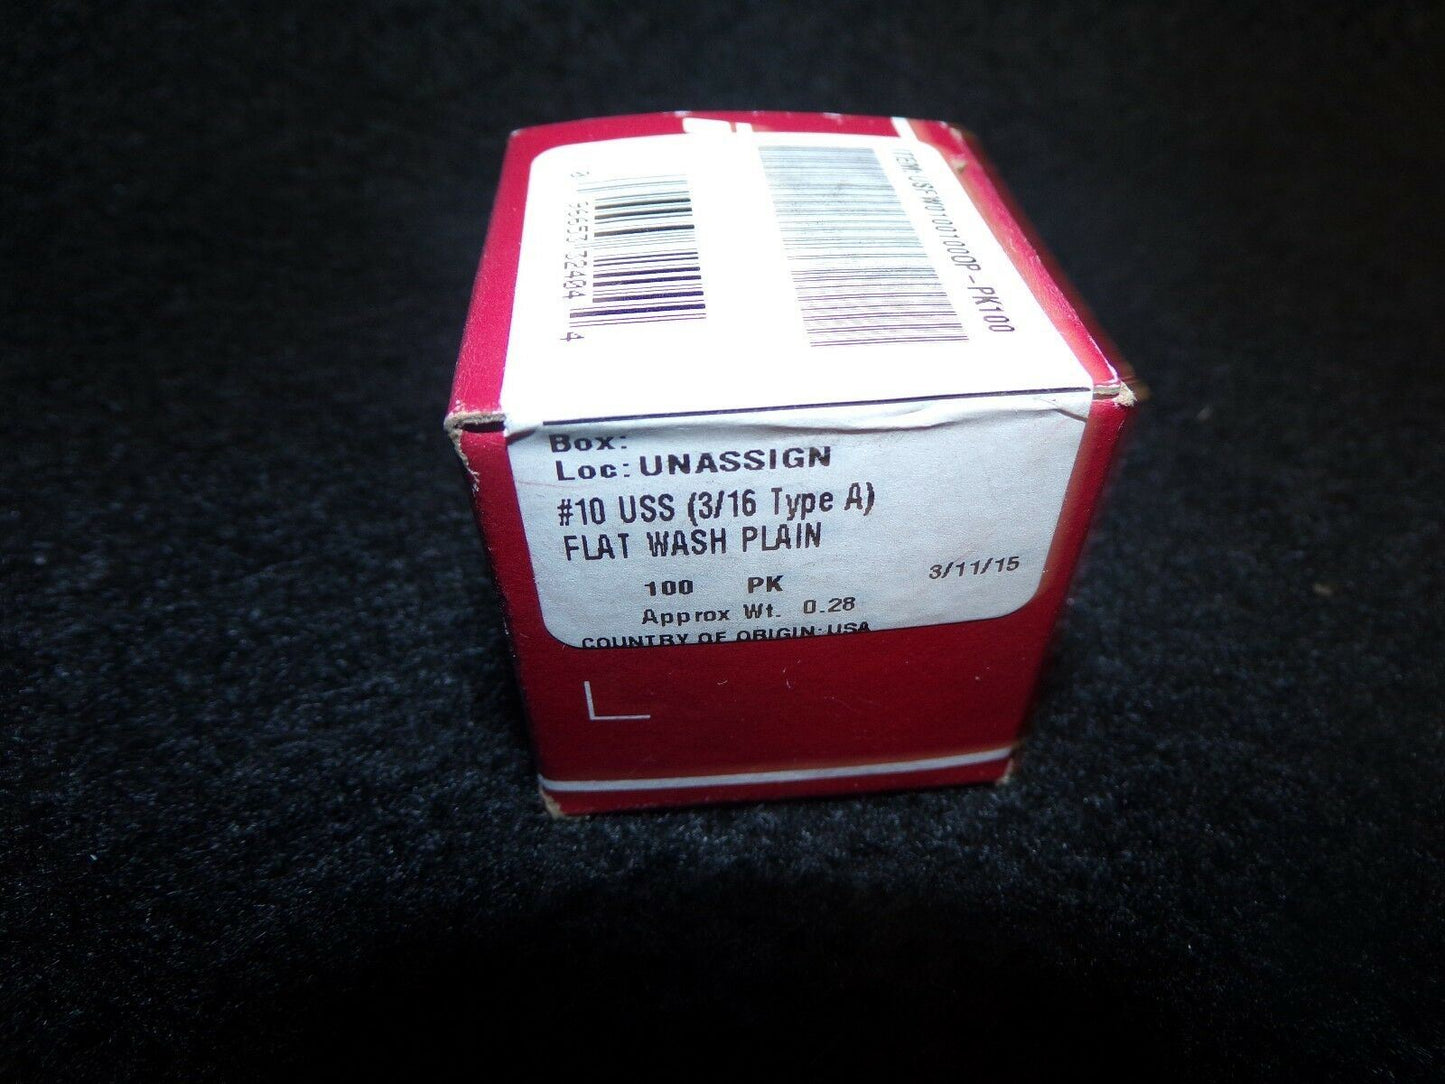 ITEM-USFW0100100OP-PK100
Box:
Loc: UNASSIGN
#10 USS (3/16 Type A)
FLAT WASH PLAIN
100 PK
3/11/15
Approx Wt. 0.28
COUNTRY OF ORIGIN: USA